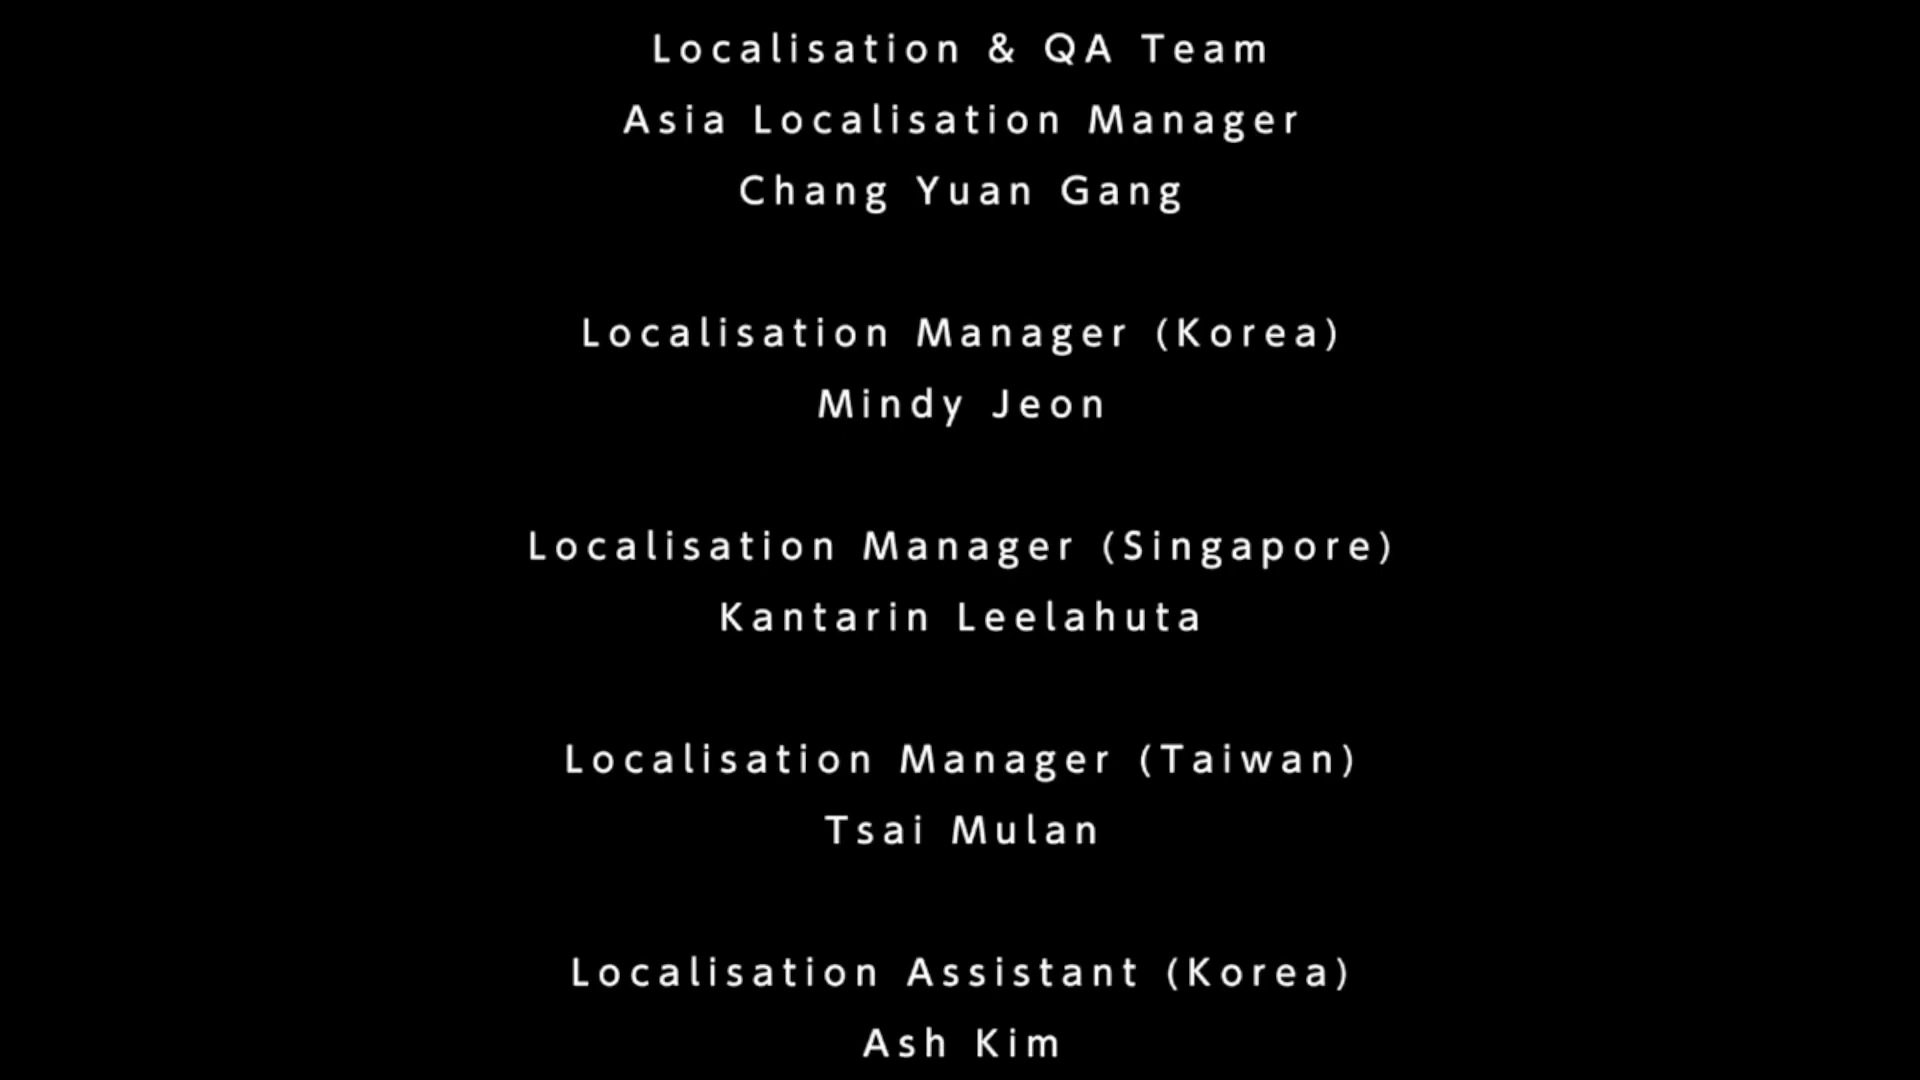 Localisation & QA Team
Asia Localisation Manager
Chang Yuan Gang
Localisation Manager (Korea)
Mindy Jeon
Localisation Manager (Singapore)
Kantarin Leelahuta
Localisation Manager (Taiwan)
Tsai Mulan
Localisation Assistant (Korea)
Ash Kim